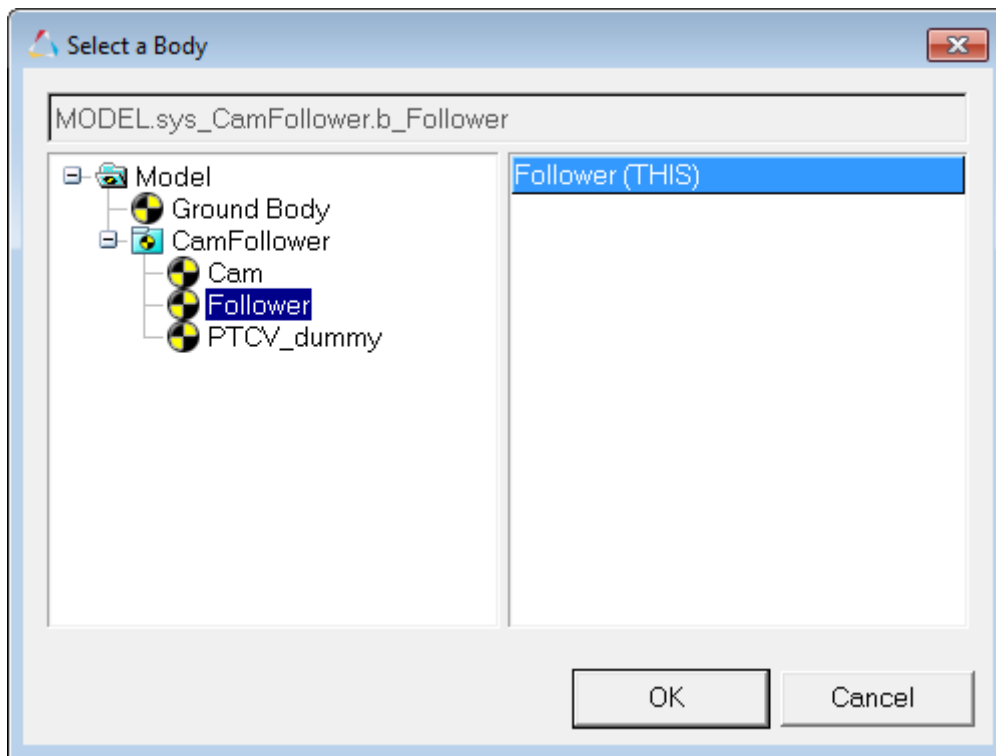 Select a Body
MODEL.sys_CamFollower.b_Follower
Model
Ground Body
CamFollower
Cam
Follower
PTCV_dummy
Follower (THIS)
OK
Cancel